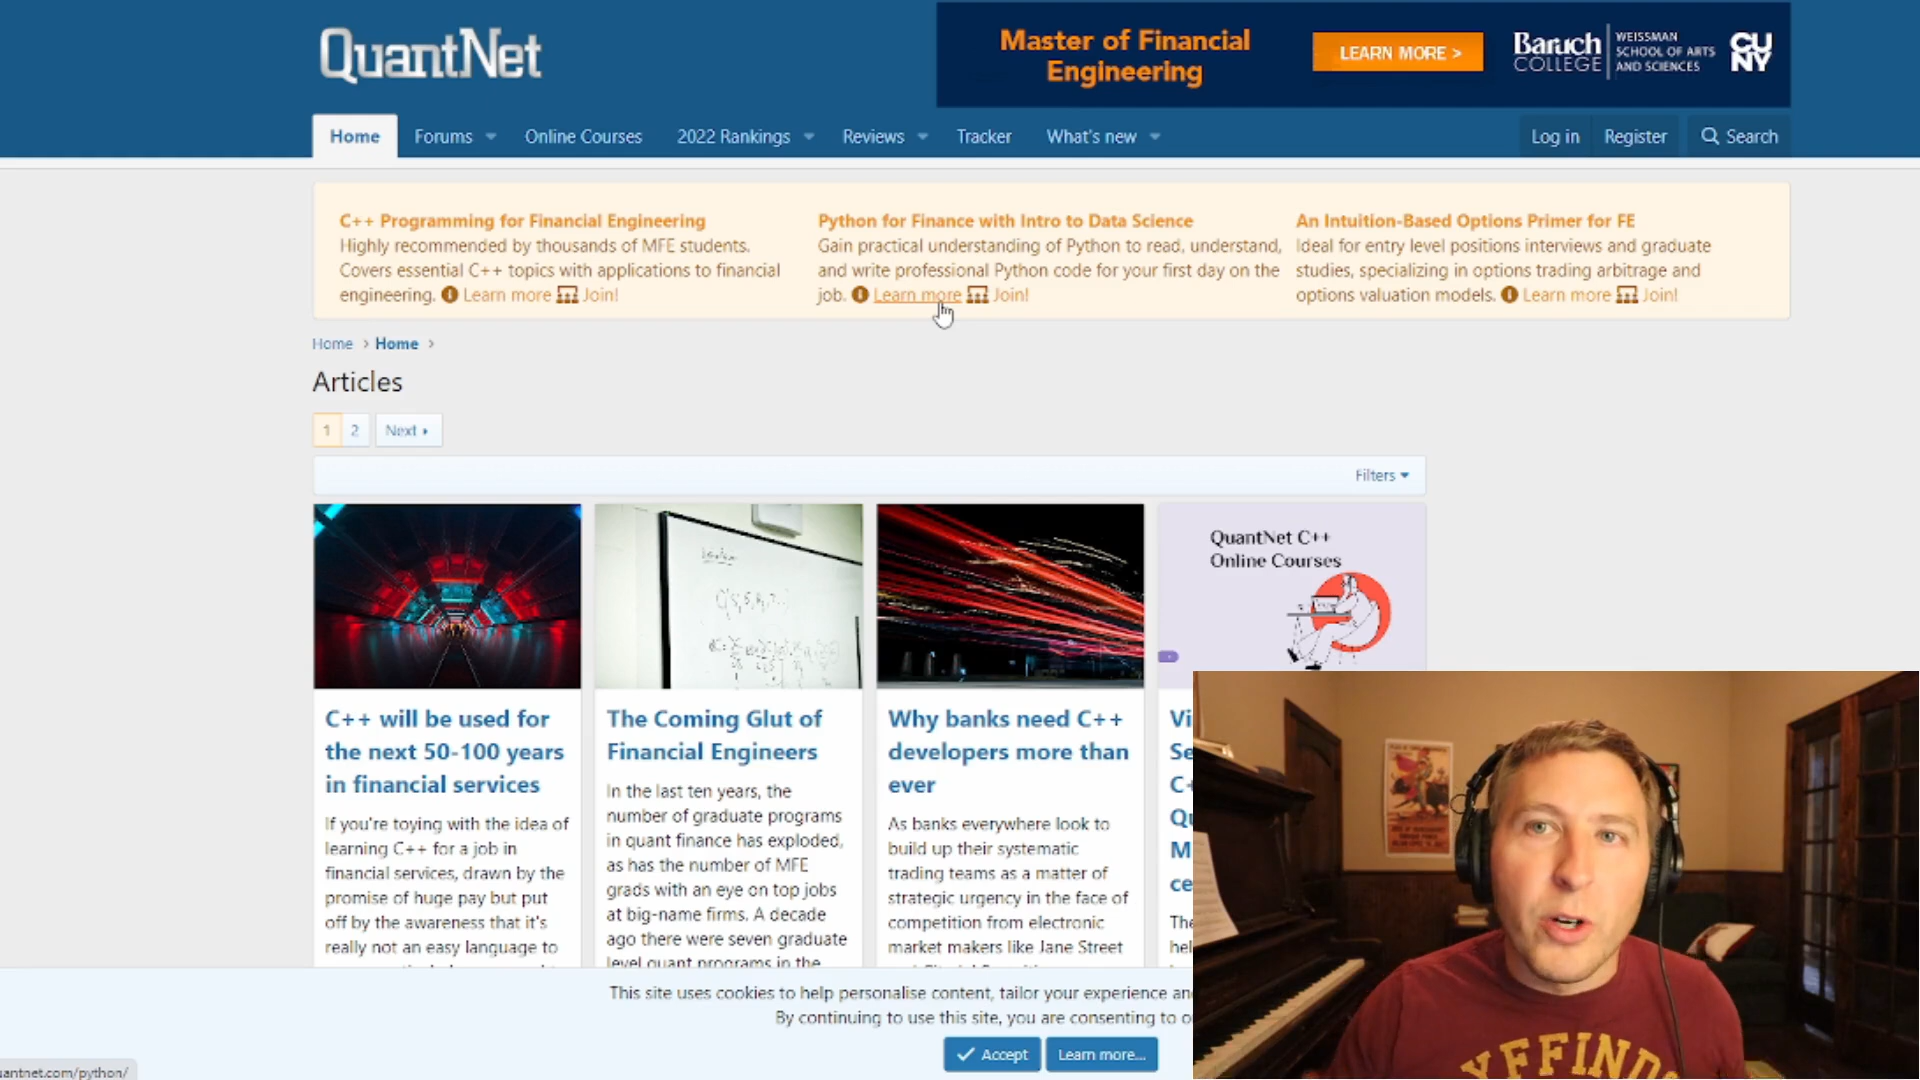 QuantNet
Master of Financial
Engineering
LEARN MORE >
Baruch
COLLEGE
WEISSMAN
SCHOOL OF ARTS
AND SCIENCES
CU
NY
Home
Forums
Online Courses
2022 Rankings
Reviews
Tracker
What's new
Log in
Register
Search
C++ Programming for Financial Engineering
Highly recommended by thousands of MFE students.
Covers essential C++ topics with applications to financial
engineering. Learn more Join!
Python for Finance with Intro to Data Science
Gain practical understanding of Python to read, understand,
and write professional Python code for your first day on the
job. Learn more Join!
An Intuition-Based Options Primer for FE
Ideal for entry level positions interviews and graduate
studies, specializing in options trading arbitrage and
options valuation models. Learn more Join!
Home > Home >
Articles
1
2
Next
Filters
QuantNet C++
Online Courses
C++ will be used for
the next 50-100 years
in financial services
If you're toying with the idea of
learning C++ for a job in
financial services, drawn by the
promise of huge pay but put
off by the awareness that it's
really not an easy language to
The Coming Glut of
Financial Engineers
In the last ten years, the
number of graduate programs
in quant finance has exploded,
as has the number of MFE
grads with an eye on top jobs
at big-name firms. A decade
ago there were seven graduate
level quant programs in the
Why banks need C++
developers more than
ever
As banks everywhere look to
build up their systematic
trading teams as a matter of
strategic urgency in the face of
competition from electronic
market makers like Jane Street
Vi
Se
C+
Qu
M
ce
The
hel
This site uses cookies to help personalise content, tailor your experience an
By continuing to use this site, you are consenting to o
Accept
Learn more...
uantnet.com/python/
YFFIND